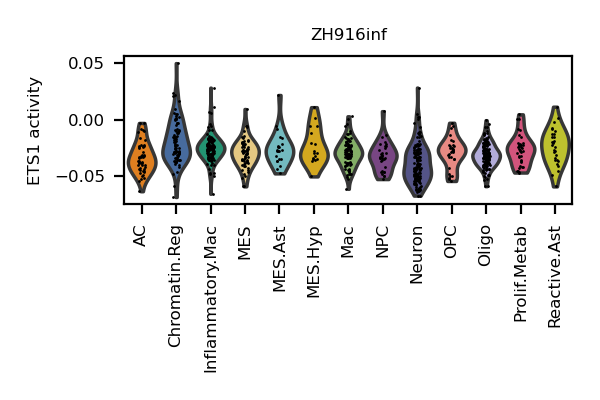 ZH916inf
ETS1 activity
0.05
0.00
−0.05
AC
Chromatin.Reg
Inflammatory.Mac
MES
MES.Ast
MES.Hyp
Mac
NPC
Neuron
OPC
Oligo
Prolif.Metab
Reactive.Ast